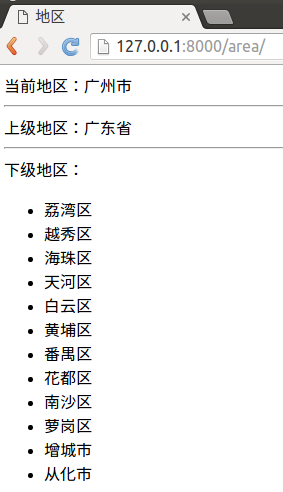 地区
127.0.0.1:8000/area/
当前地区：广州市
上级地区：广东省
下级地区：
荔湾区
越秀区
海珠区
天河区
白云区
黄埔区
番禺区
花都区
南沙区
萝岗区
增城市
从化市